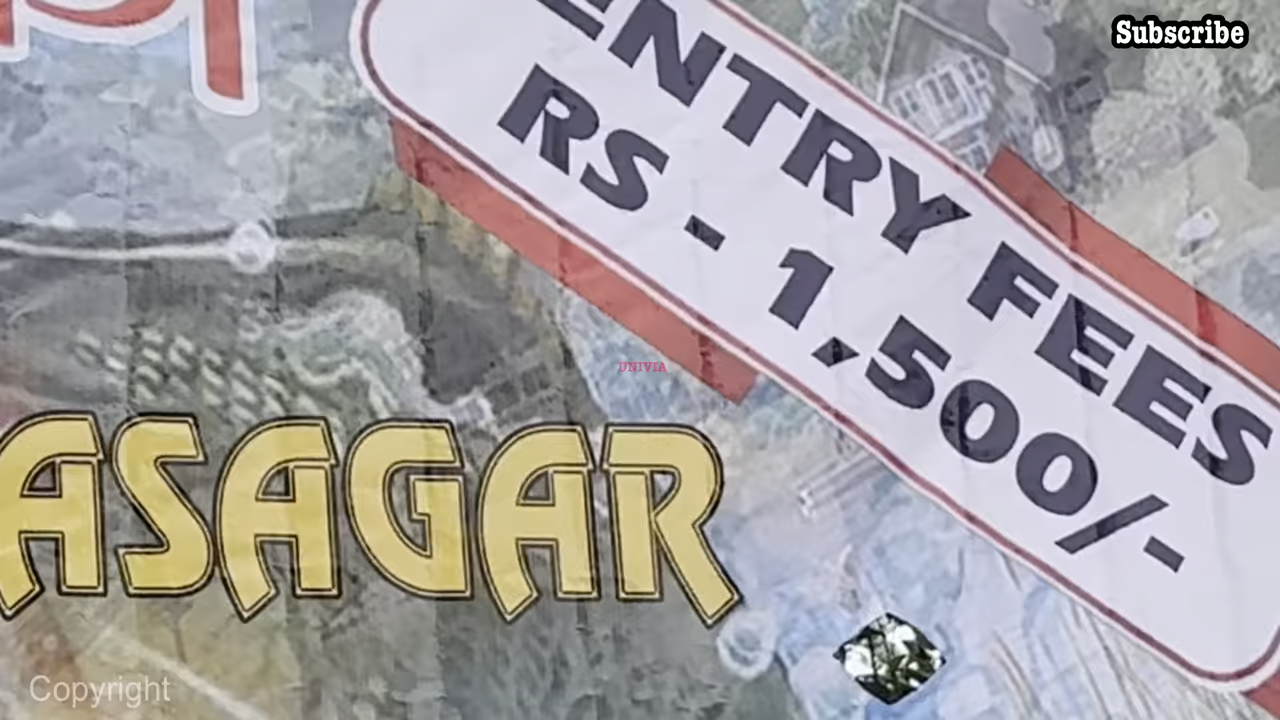 Subscribe
ENTRY FEES
RS - 1,500/-
UNIVIA
ASAGAR
Copyright